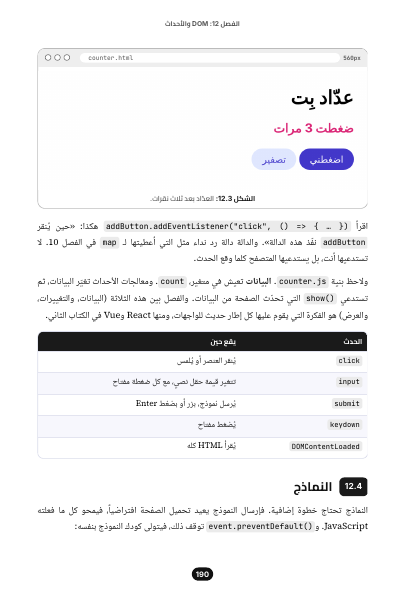 الفصل 12: DOM والأحداث
counter.html
560px
عدّاد بِت
ضغطت 3 مرات
اضغطني
تصفير
الشكل 12.3: العدّاد بعد ثلاث نقرات.
اقرأ addButton.addEventListener("click", () => { … }) هكذا: «حين يُنقر
addButton نفّذ هذه الدالة». والدالة دالة رد نداء مثل التي أعطيتها لـ map في الفصل 10. لا
تستدعيها أنت، بل يستدعيها المتصفح كلما وقع الحدث.
ولاحظ بنية counter.js. البيانات تعيش في متغير، count. ومعالجات الأحداث تغيّر البيانات، ثم
تستدعي show() التي تحدّث الصفحة من البيانات. والفصل بين هذه الثلاثة (البيانات، والتغييرات،
والعرض) هو الفكرة التي يقوم عليها كل إطار حديث للواجهات، ومنها React وVue في الكتاب الثاني.
الحدث يقع حين
click يُنقر العنصر أو يُلمس
input تتغير قيمة حقل نصي، مع كل ضغطة مفتاح
submit يُرسل نموذج، بزر أو بضغط Enter
keydown يُضغط مفتاح
DOMContentLoaded يُقرأ HTML كله
12.4 النماذج
النماذج تحتاج خطوة إضافية. فإرسال النموذج يعيد تحميل الصفحة افتراضياً، فيمحو كل ما فعلته
JavaScript. و event.preventDefault() توقف ذلك، فيتولى كودك النموذج بنفسه:
190